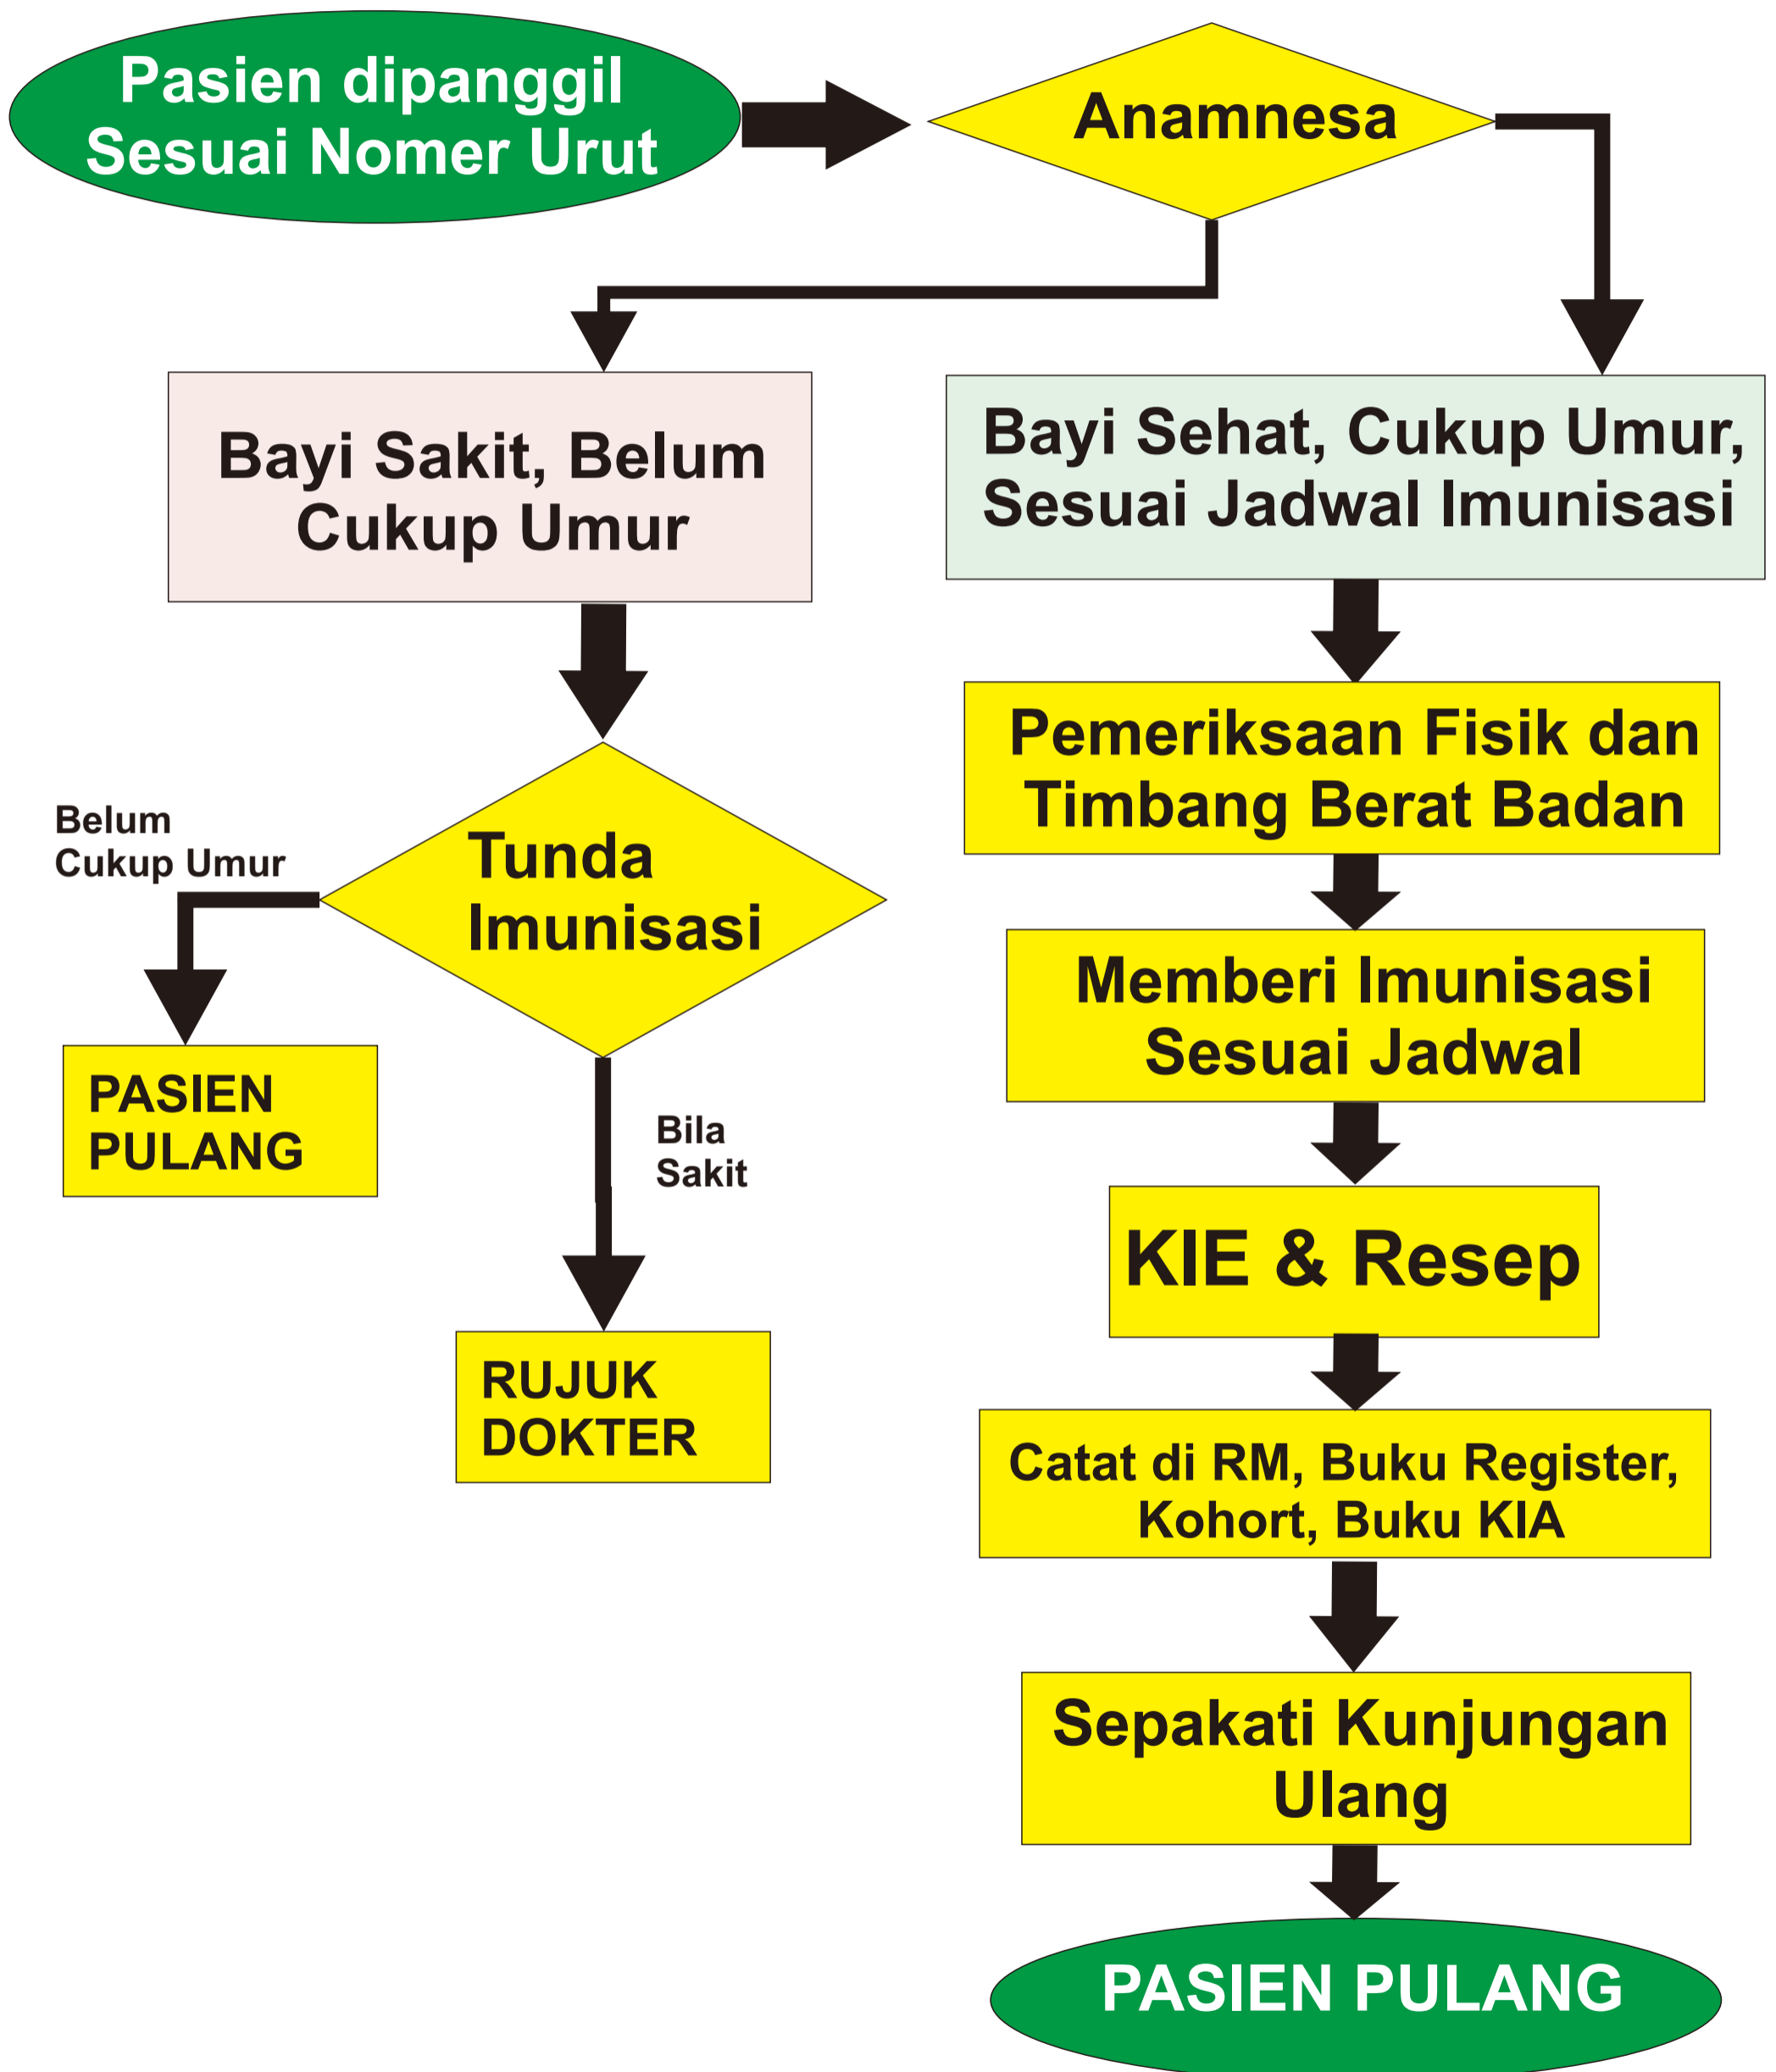 Pasien dipanggil
Sesuai Nomer Urut
Anamnesa
Bayi Sakit, Belum
Cukup Umur
Bayi Sehat, Cukup Umur,
Sesuai Jadwal Imunisasi
Pemeriksaan Fisik dan
Timbang Berat Badan
Belum
Cukup Umur
Tunda
Imunisasi
Memberi Imunisasi
Sesuai Jadwal
PASIEN
PULANG
Bila
Sakit
KIE & Resep
RUJUK
DOKTER
Catat di RM, Buku Register,
Kohort, Buku KIA
Sepakati Kunjungan
Ulang
PASIEN PULANG